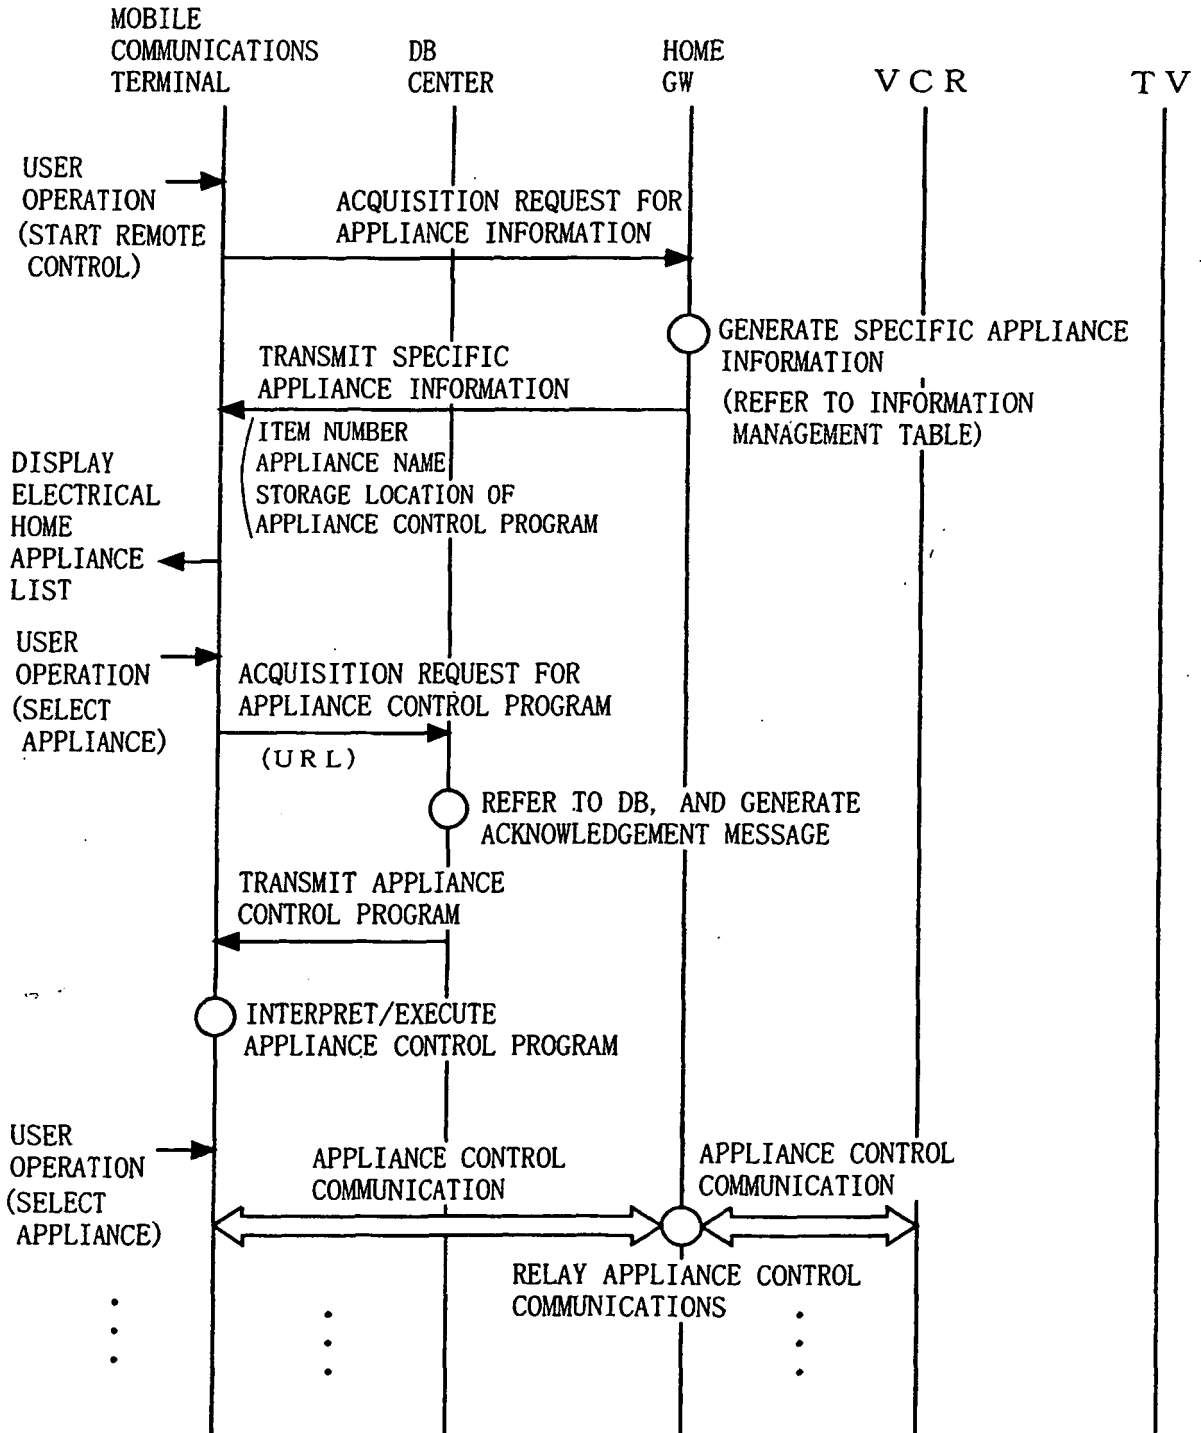 MOBILE
COMMUNICATIONS
TERMINAL
DB
CENTER
HOME
GW
VCR
TV
USER
OPERATION
(START REMOTE
CONTROL)
ACQUISITION REQUEST FOR
APPLIANCE INFORMATION
GENERATE SPECIFIC APPLIANCE
INFORMATION
(REFER TO INFORMATION
MANAGEMENT TABLE)
TRANSMIT SPECIFIC
APPLIANCE INFORMATION
ITEM NUMBER
APPLIANCE NAME
STORAGE LOCATION OF
APPLIANCE CONTROL PROGRAM
DISPLAY
ELECTRICAL
HOME
APPLIANCE
LIST
USER
OPERATION
(SELECT
APPLIANCE)
ACQUISITION REQUEST FOR
APPLIANCE CONTROL PROGRAM
(URL)
REFER TO DB, AND GENERATE
ACKNOWLEDGEMENT MESSAGE
TRANSMIT APPLIANCE
CONTROL PROGRAM
INTERPRET/EXECUTE
APPLIANCE CONTROL PROGRAM
USER
OPERATION
(SELECT
APPLIANCE)
APPLIANCE CONTROL
COMMUNICATION
APPLIANCE CONTROL
COMMUNICATION
RELAY APPLIANCE CONTROL
COMMUNICATIONS